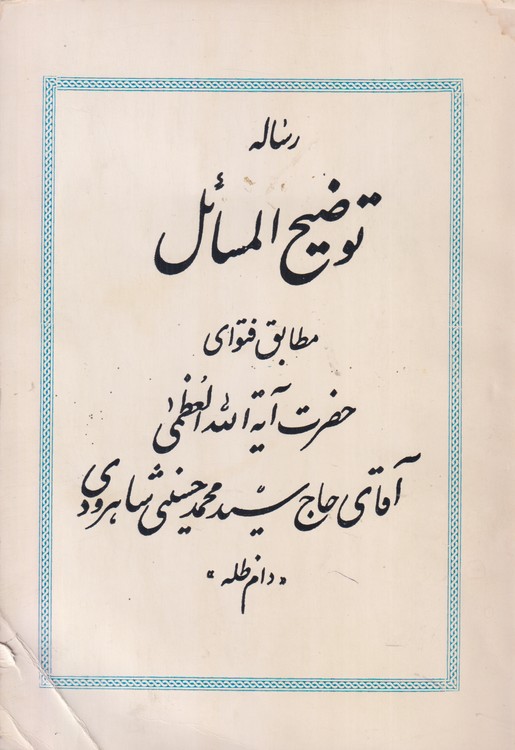 رساله
توضیح المسائل
مطابق فتوای
حضرت آیة الله العظمی
آقای حاج سید محمد حسینی شاهرودی
«دام ظله»